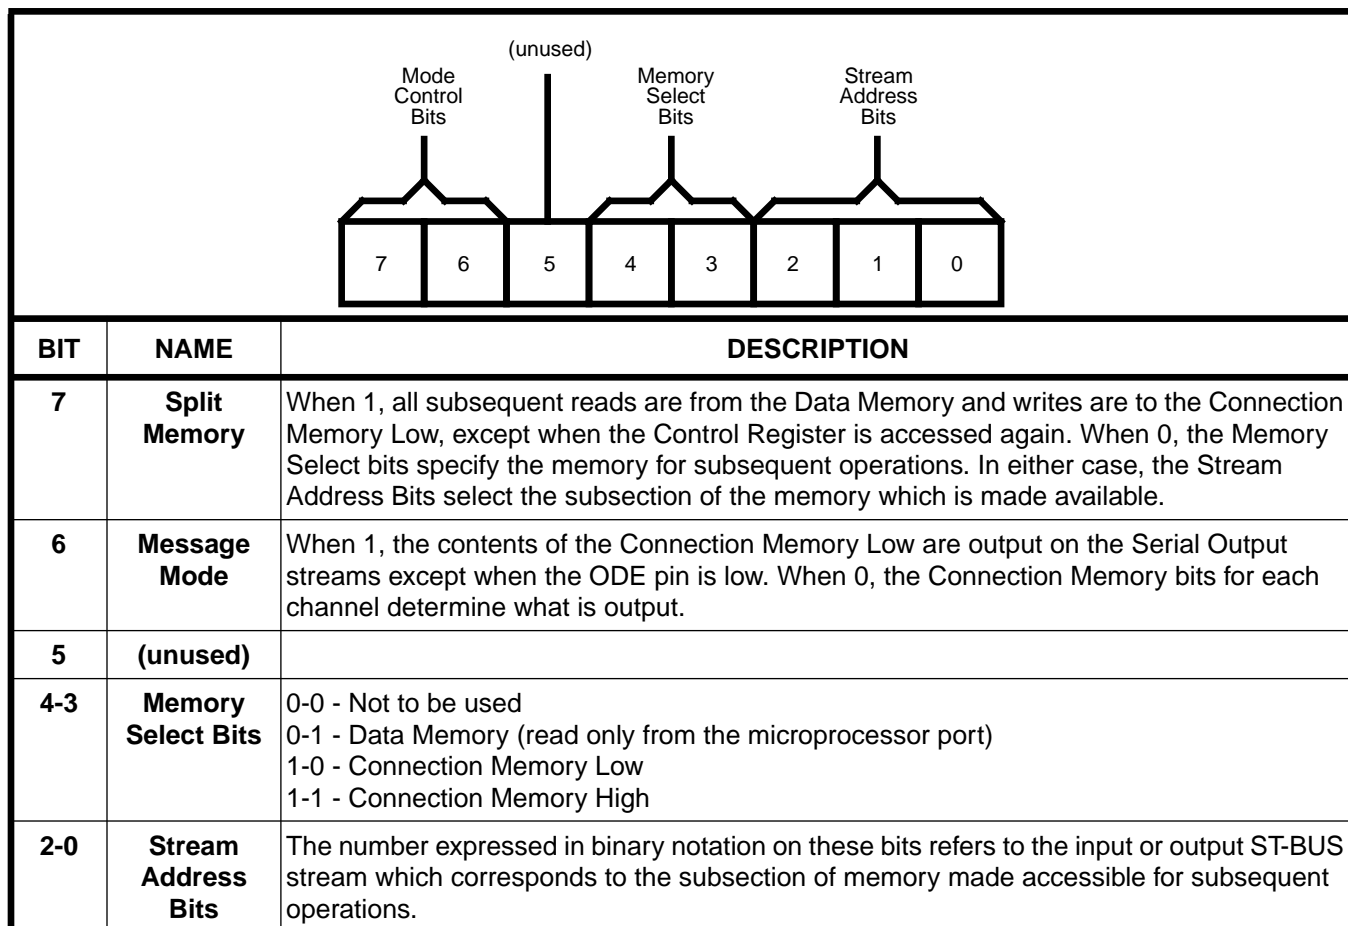 (unused)
Mode
Control
Bits
Memory
Select
Bits
Stream
Address
Bits
7 6 5 4 3 2 1 0
BIT NAME DESCRIPTION
7 Split Memory
When 1, all subsequent reads are from the Data Memory and writes are to the Connection
Memory Low, except when the Control Register is accessed again. When 0, the Memory
Select bits specify the memory for subsequent operations. In either case, the Stream
Address Bits select the subsection of the memory which is made available.
6 Message Mode
When 1, the contents of the Connection Memory Low are output on the Serial Output
streams except when the ODE pin is low. When 0, the Connection Memory bits for each
channel determine what is output.
5 (unused)
4-3 Memory Select Bits
0-0 - Not to be used
0-1 - Data Memory (read only from the microprocessor port)
1-0 - Connection Memory Low
1-1 - Connection Memory High
2-0 Stream Address Bits
The number expressed in binary notation on these bits refers to the input or output ST-BUS
stream which corresponds to the subsection of memory made accessible for subsequent
operations.